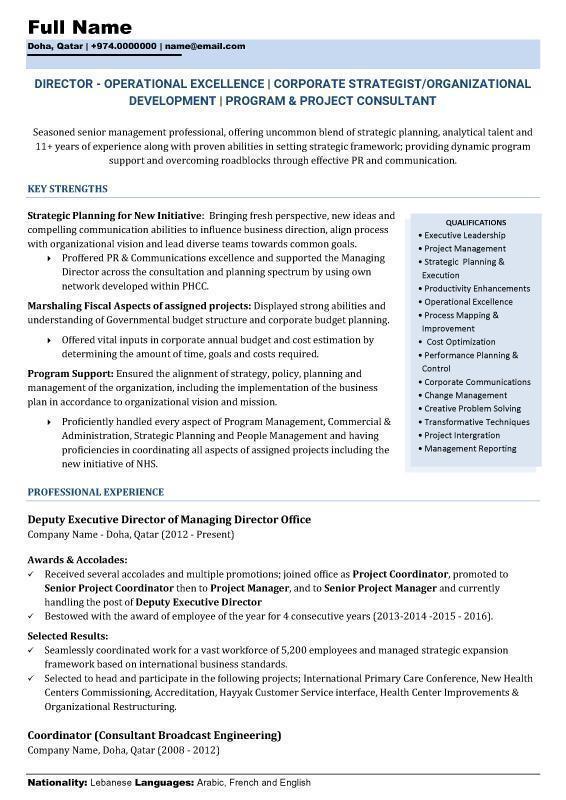 Full Name
Doha, Qatar | +974.0000000 | name@email.com
DIRECTOR - OPERATIONAL EXCELLENCE | CORPORATE STRATEGIST/ORGANIZATIONAL
DEVELOPMENT | PROGRAM & PROJECT CONSULTANT
Seasoned senior management professional, offering uncommon blend of strategic planning, analytical talent and
11+ years of experience along with proven abilities in setting strategic framework; providing dynamic program
support and overcoming roadblocks through effective PR and communication.
KEY STRENGTHS
Strategic Planning for New Initiative: Bringing fresh perspective, new ideas and
compelling communication abilities to influence business direction, align process
with organizational vision and lead diverse teams towards common goals.
Proffered PR & Communications excellence and supported the Managing
Director across the consultation and planning spectrum by using own
network developed within PHCC.
Marshaling Fiscal Aspects of assigned projects: Displayed strong abilities and
understanding of Governmental budget structure and corporate budget planning.
Offered vital inputs in corporate annual budget and cost estimation by
determining the amount of time, goals and costs required.
Program Support: Ensured the alignment of strategy, policy, planning and
management of the organization, including the implementation of the business
plan in accordance to organizational vision and mission.
Proficiently handled every aspect of Program Management, Commercial &
Administration, Strategic Planning and People Management and having
proficiencies in coordinating all aspects of assigned projects including the
new initiative of NHS.
QUALIFICATIONS
• Executive Leadership
• Project Management
• Strategic Planning &
Execution
• Productivity Enhancements
• Operational Excellence
• Process Mapping &
Improvement
• Cost Optimization
• Performance Planning &
Control
• Corporate Communications
• Change Management
• Creative Problem Solving
• Transformative Techniques
• Project Intergration
• Management Reporting
PROFESSIONAL EXPERIENCE
Deputy Executive Director of Managing Director Office
Company Name - Doha, Qatar (2012 - Present)
Awards & Accolades:
✓ Received several accolades and multiple promotions; joined office as Project Coordinator, promoted to
Senior Project Coordinator then to Project Manager, and to Senior Project Manager and currently
handling the post of Deputy Executive Director
✓ Bestowed with the award of employee of the year for 4 consecutive years (2013-2014 -2015 - 2016).
Selected Results:
✓ Seamlessly coordinated work for a vast workforce of 5,200 employees and managed strategic expansion
framework based on international business standards.
✓ Selected to head and participate in the following projects; International Primary Care Conference, New Health
Centers Commissioning, Accreditation, Hayyak Customer Service interface, Health Center Improvements &
Organizational Restructuring.
Coordinator (Consultant Broadcast Engineering)
Company Name, Doha, Qatar (2008 - 2012)
Nationality: Lebanese Languages: Arabic, French and English